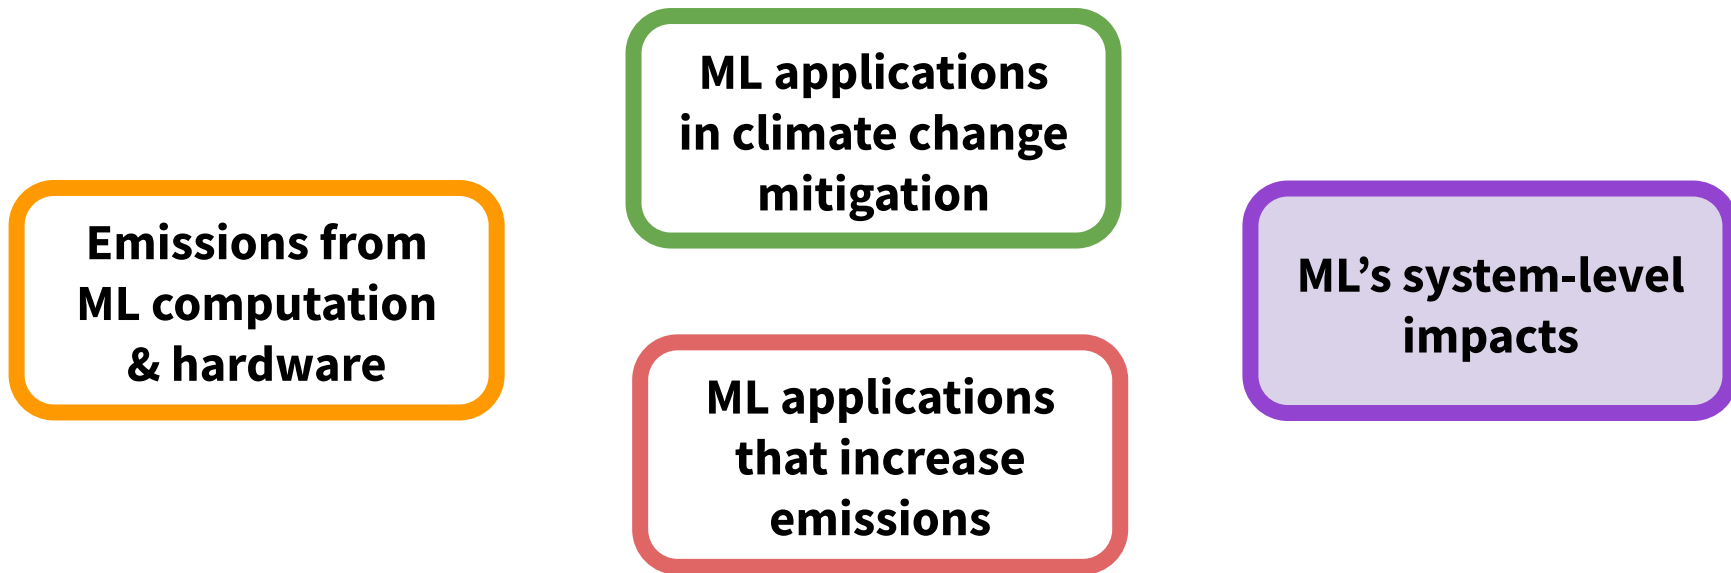 Emissions from
ML computation
& hardware
ML applications
in climate change
mitigation
ML applications
that increase
emissions
ML’s system-level
impacts